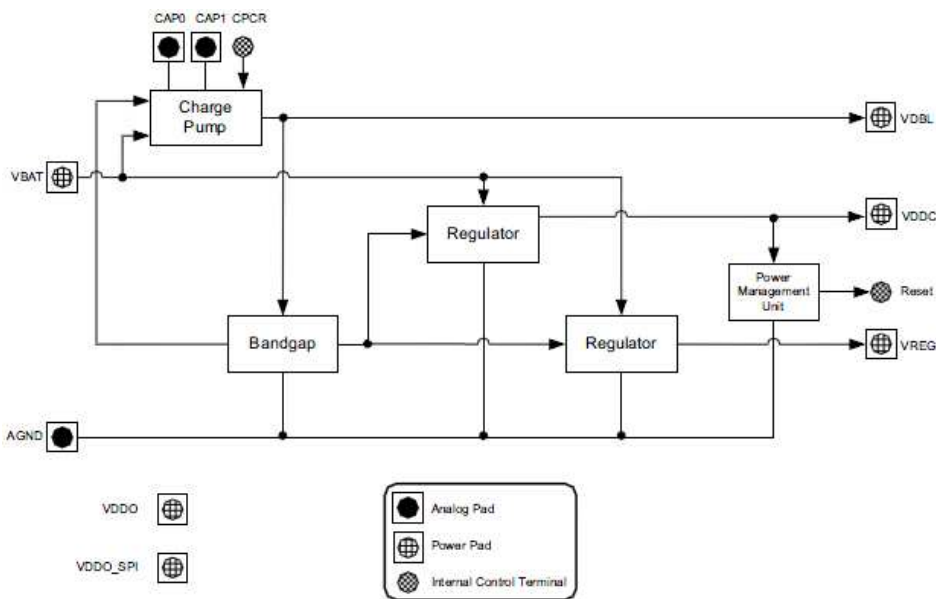 CAP0 CAP1 CPCR
Charge
Pump
VDBL
VBAT
Regulator
VDDC
Power
Management
Unit
Reset
Bandgap
Regulator
VREG
AGND
VDDO
VDDO_SPI
Analog Pad
Power Pad
Internal Control Terminal